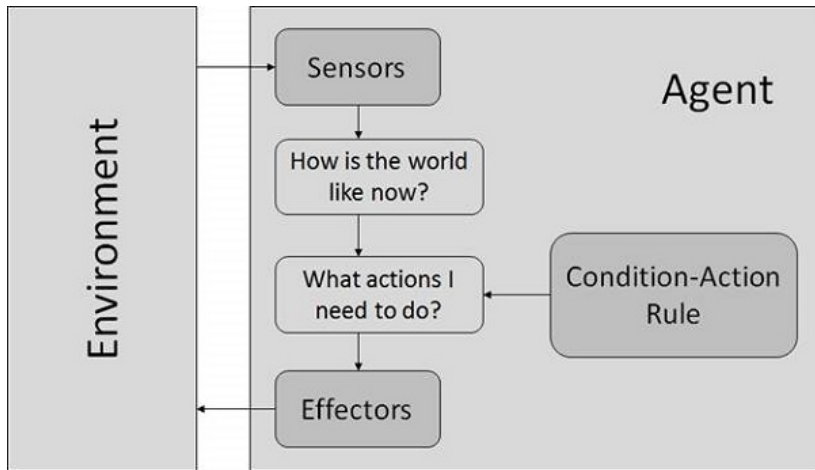 Environment
Sensors
Agent
How is the world
like now?
What actions I
need to do?
Condition-Action
Rule
Effectors